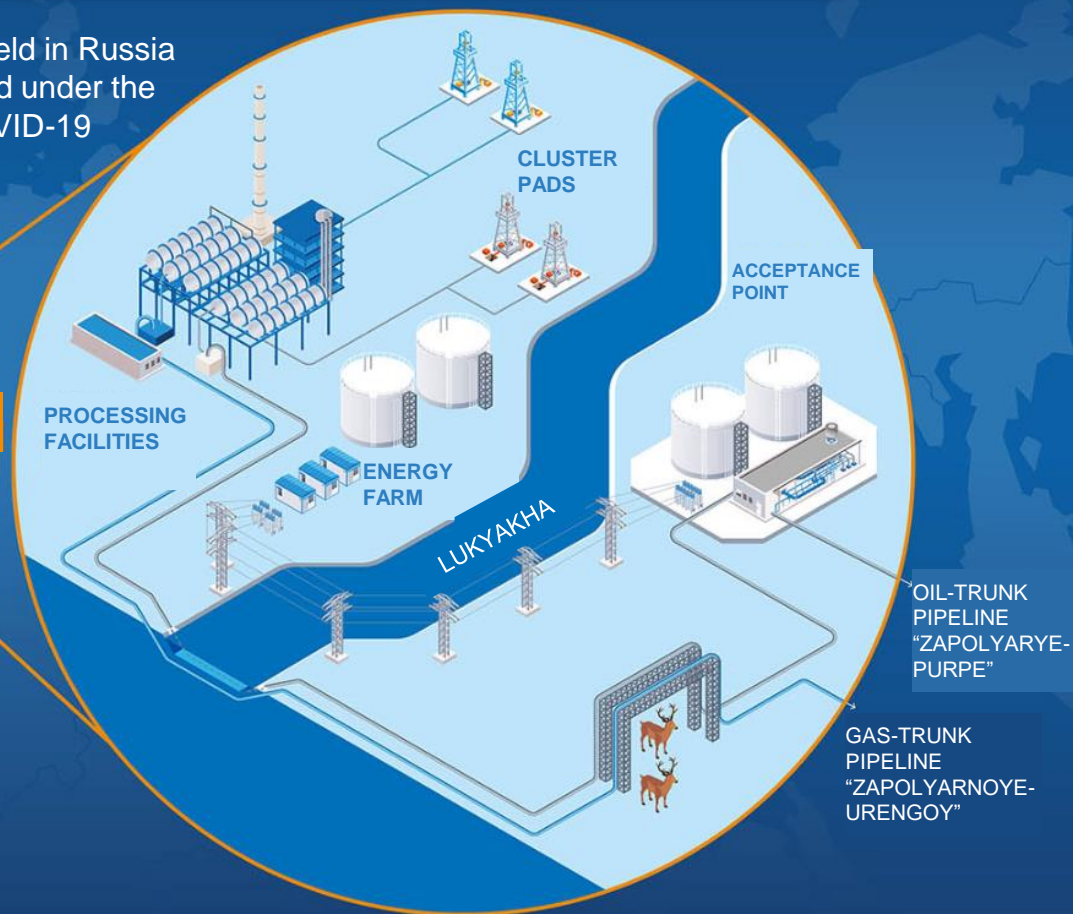 eld in Russia
d under the
VID-19
CLUSTER
PADS
ACCEPTANCE
POINT
PROCESSING
FACILITIES
ENERGY
FARM
LUKYAKHA
OIL-TRUNK
PIPELINE
“ZAPOLYARYE-
PURPE”
GAS-TRUNK
PIPELINE
“ZAPOLYARNOYE-
URENGOY”